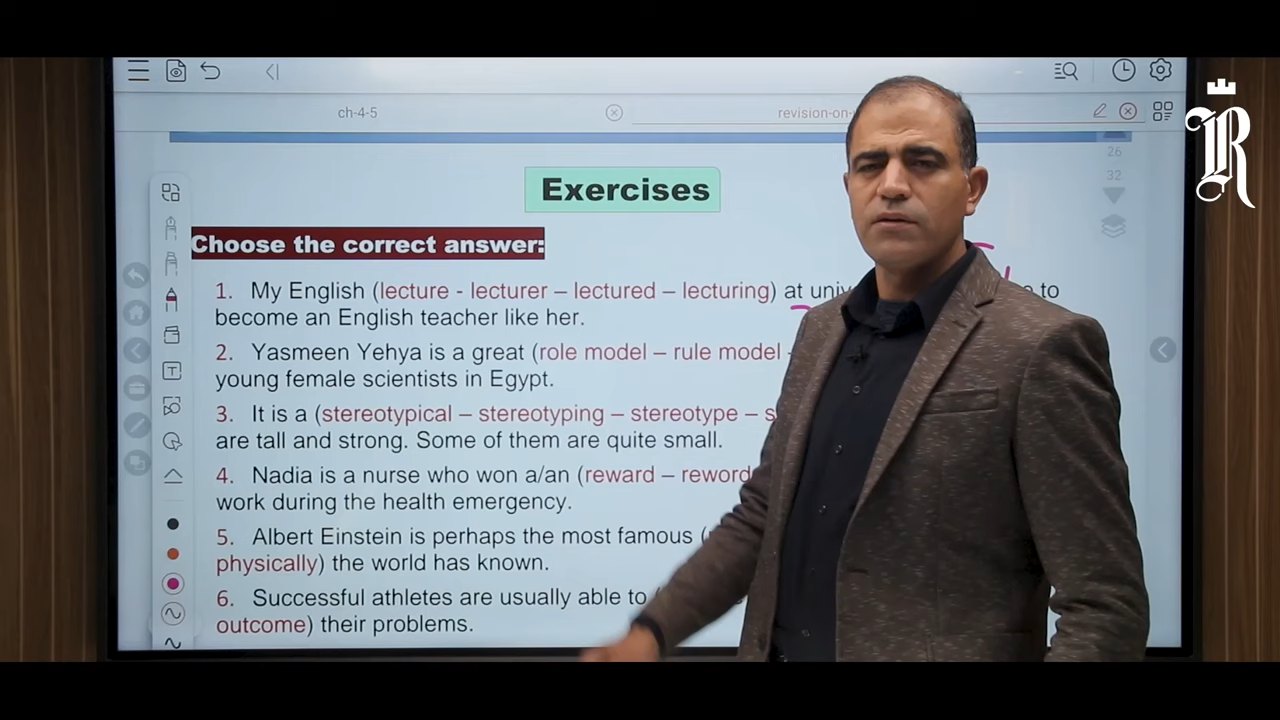 ch-4-5
revision-on-
26
32
Exercises
Choose the correct answer:
1. My English (lecture - lecturer – lectured – lecturing) at to
become an English teacher like her.
2. Yasmeen Yehya is a great (role model – rule model -
young female scientists in Egypt.
3. It is a (stereotypical – stereotyping – stereotype –
are tall and strong. Some of them are quite small.
4. Nadia is a nurse who won a/an (reward – reword
work during the health emergency.
5. Albert Einstein is perhaps the most famous (
physically) the world has known.
6. Successful athletes are usually able to (
outcome) their problems.
R